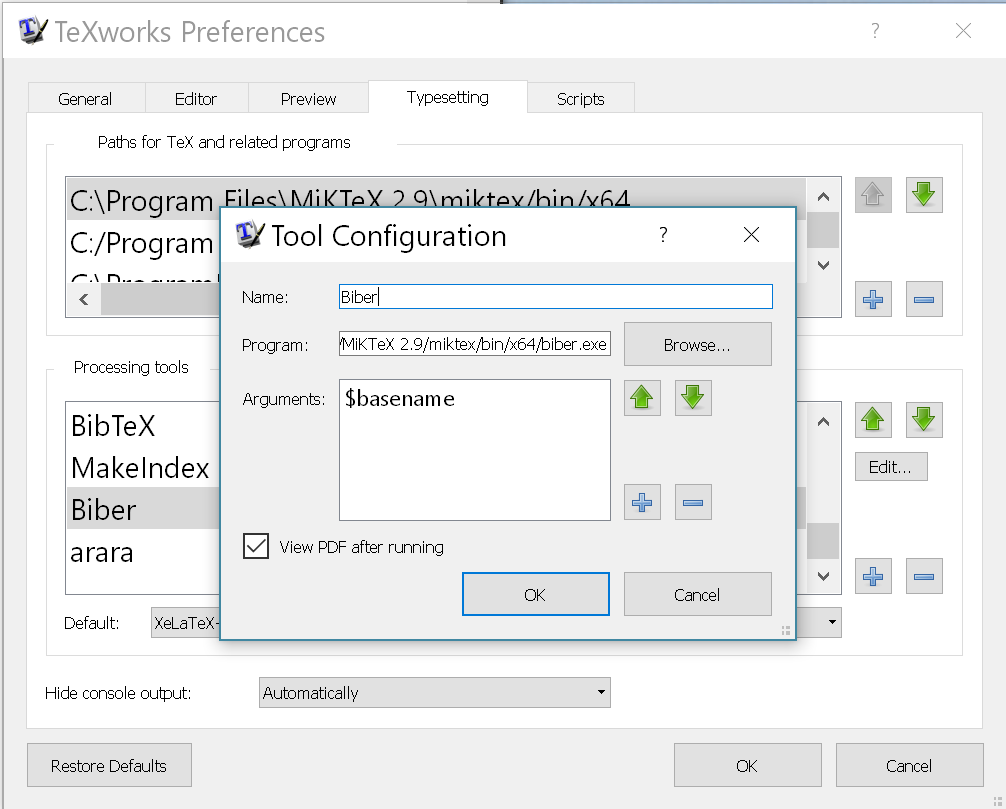 TeXworks Preferences
General Editor Preview Typesetting Scripts
Paths for TeX and related programs
C:\Program Files\MiKTeX 2.9\miktex/bin/x64
C:/Program
Tool Configuration
Name: Biber
Program: /MiKTeX 2.9/miktex/bin/x64/biber.exe Browse...
Arguments: $basename
View PDF after running
OK Cancel
Processing tools
BibTeX
MakeIndex
Biber
arara
Edit...
Default: XeLaTeX-
Hide console output: Automatically
Restore Defaults OK Cancel